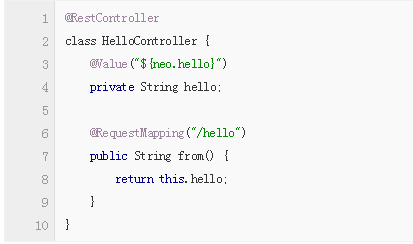 1 @RestController
2 class HelloController {
3     @Value("${neo.hello}")
4     private String hello;
5
6     @RequestMapping("/hello")
7     public String from() {
8         return this.hello;
9     }
10 }